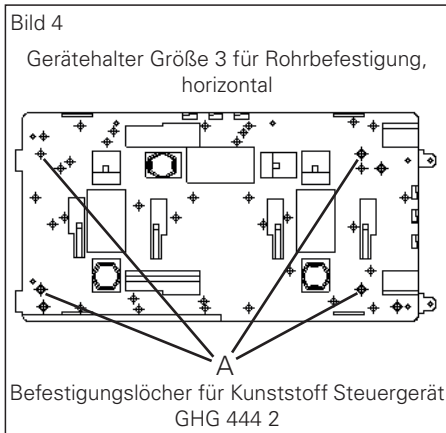 Bild 4
Gerätehalter Größe 3 für Rohrbefestigung,
horizontal
A
Befestigungslöcher für Kunststoff Steuergerät
GHG 444 2